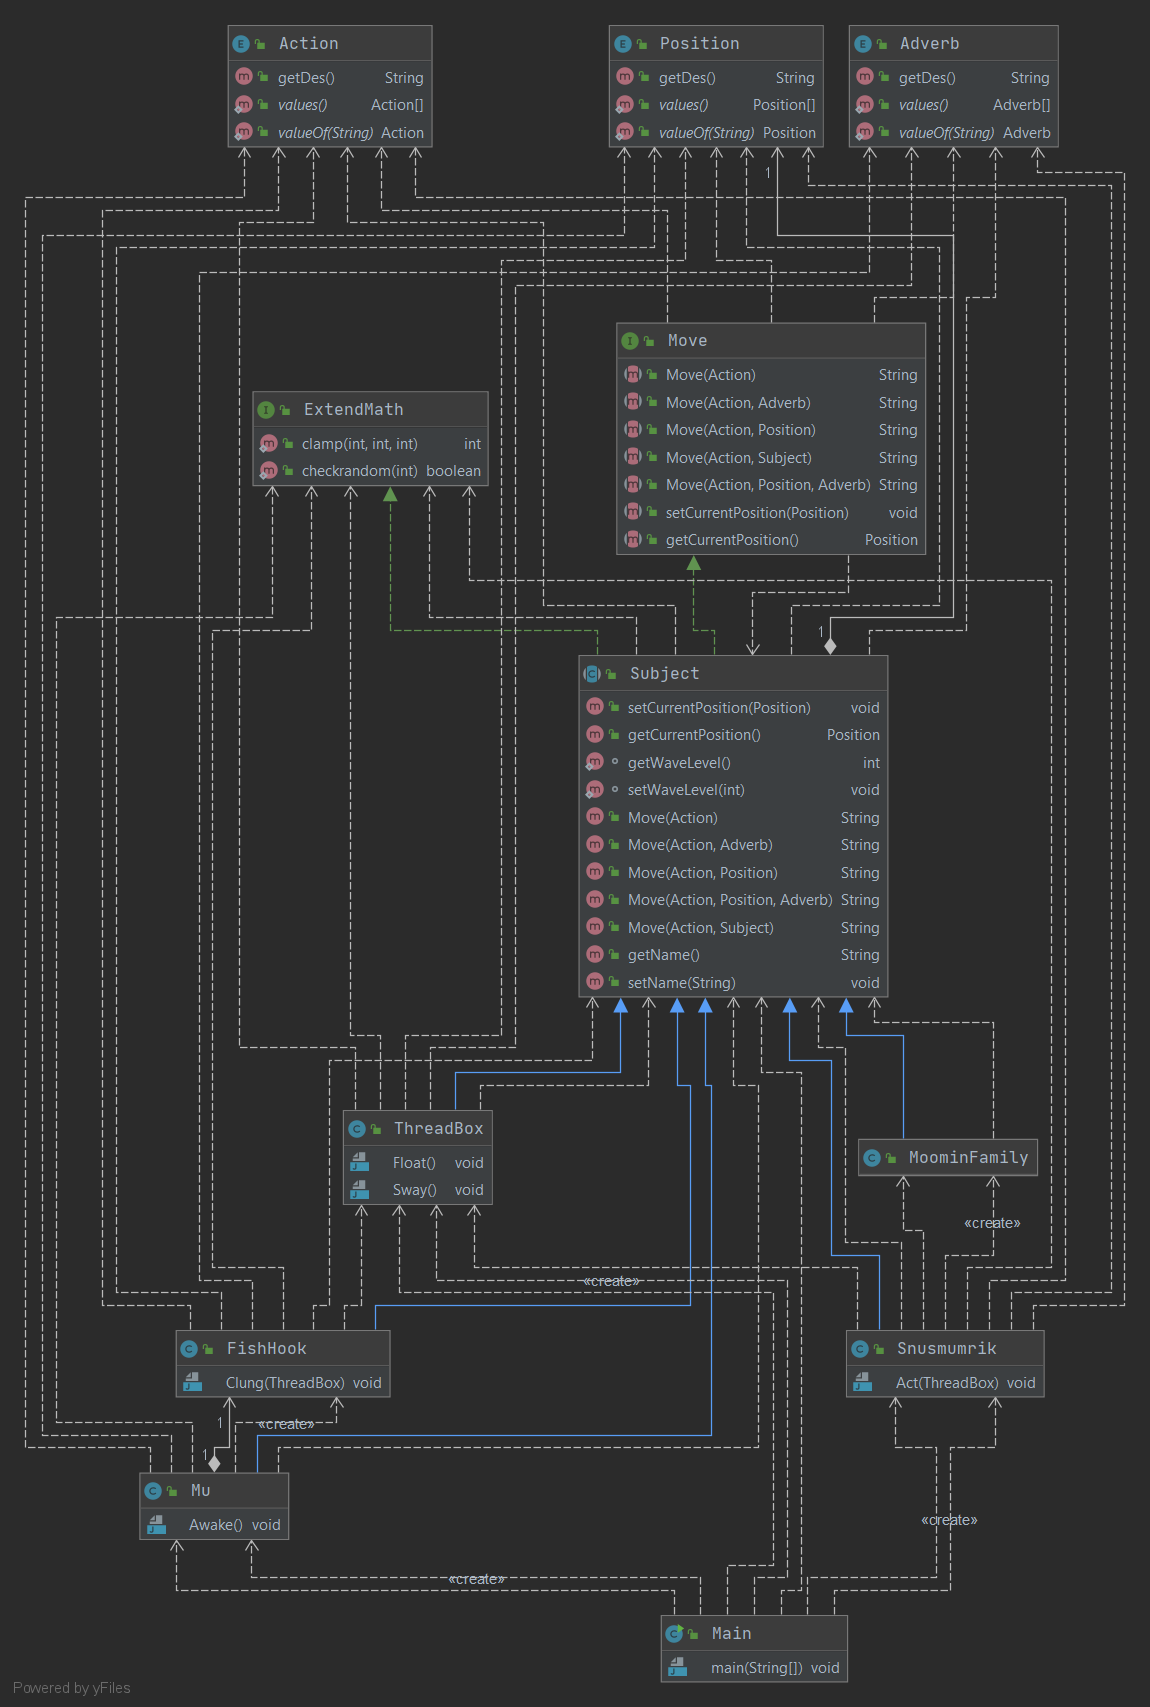 Action
getDes() String
values() Action[]
valueOf(String) Action
Position
getDes() String
values() Position[]
valueOf(String) Position
Adverb
getDes() String
values() Adverb[]
valueOf(String) Adverb
1
Move
Move(Action) String
Move(Action, Adverb) String
Move(Action, Position) String
Move(Action, Subject) String
Move(Action, Position, Adverb) String
setCurrentPosition(Position) void
getCurrentPosition() Position
ExtendMath
clamp(int, int, int) int
checkrandom(int) boolean
1
Subject
setCurrentPosition(Position) void
getCurrentPosition() Position
getWaveLevel() int
setWaveLevel(int) void
Move(Action) String
Move(Action, Adverb) String
Move(Action, Position) String
Move(Action, Position, Adverb) String
Move(Action, Subject) String
getName() String
setName(String) void
ThreadBox
Float() void
Sway() void
MoominFamily
«create»
«create»
FishHook
Clung(ThreadBox) void
Snusmumrik
Act(ThreadBox) void
1
«create»
1
Mu
Awake() void
«create»
«create»
Main
main(String[]) void
Powered by yFiles